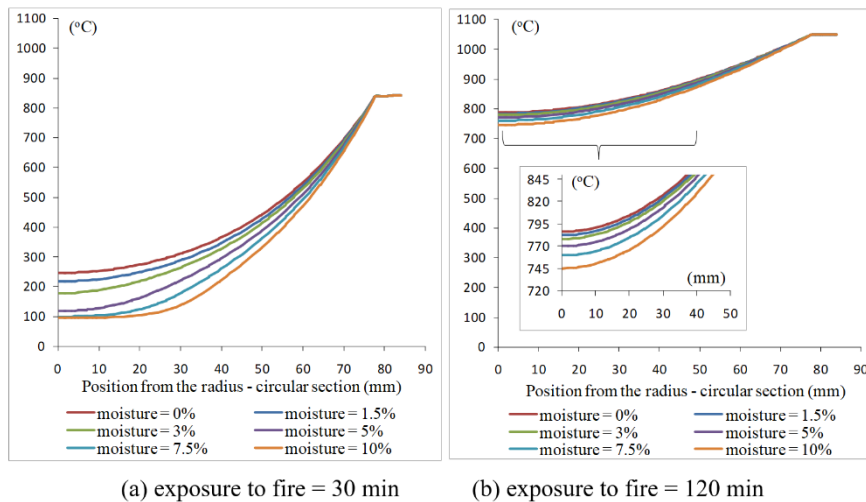 (°C)
1100
1000
900
800
700
600
500
400
300
200
100
0
0 10 20 30 40 50 60 70 80 90
Position from the radius - circular section (mm)
moisture = 0% moisture = 1.5%
moisture = 3% moisture = 5%
moisture = 7.5% moisture = 10%
(a) exposure to fire = 30 min
(°C)
1100
1000
900
800
700
600
500
400
300
200
100
0
(°C)
845
820
795
770
745
720
(mm)
0 10 20 30 40 50
0 10 20 30 40 50 60 70 80 90
Position from the radius - circular section (mm)
moisture = 0% moisture = 1.5%
moisture = 3% moisture = 5%
moisture = 7.5% moisture = 10%
(b) exposure to fire = 120 min